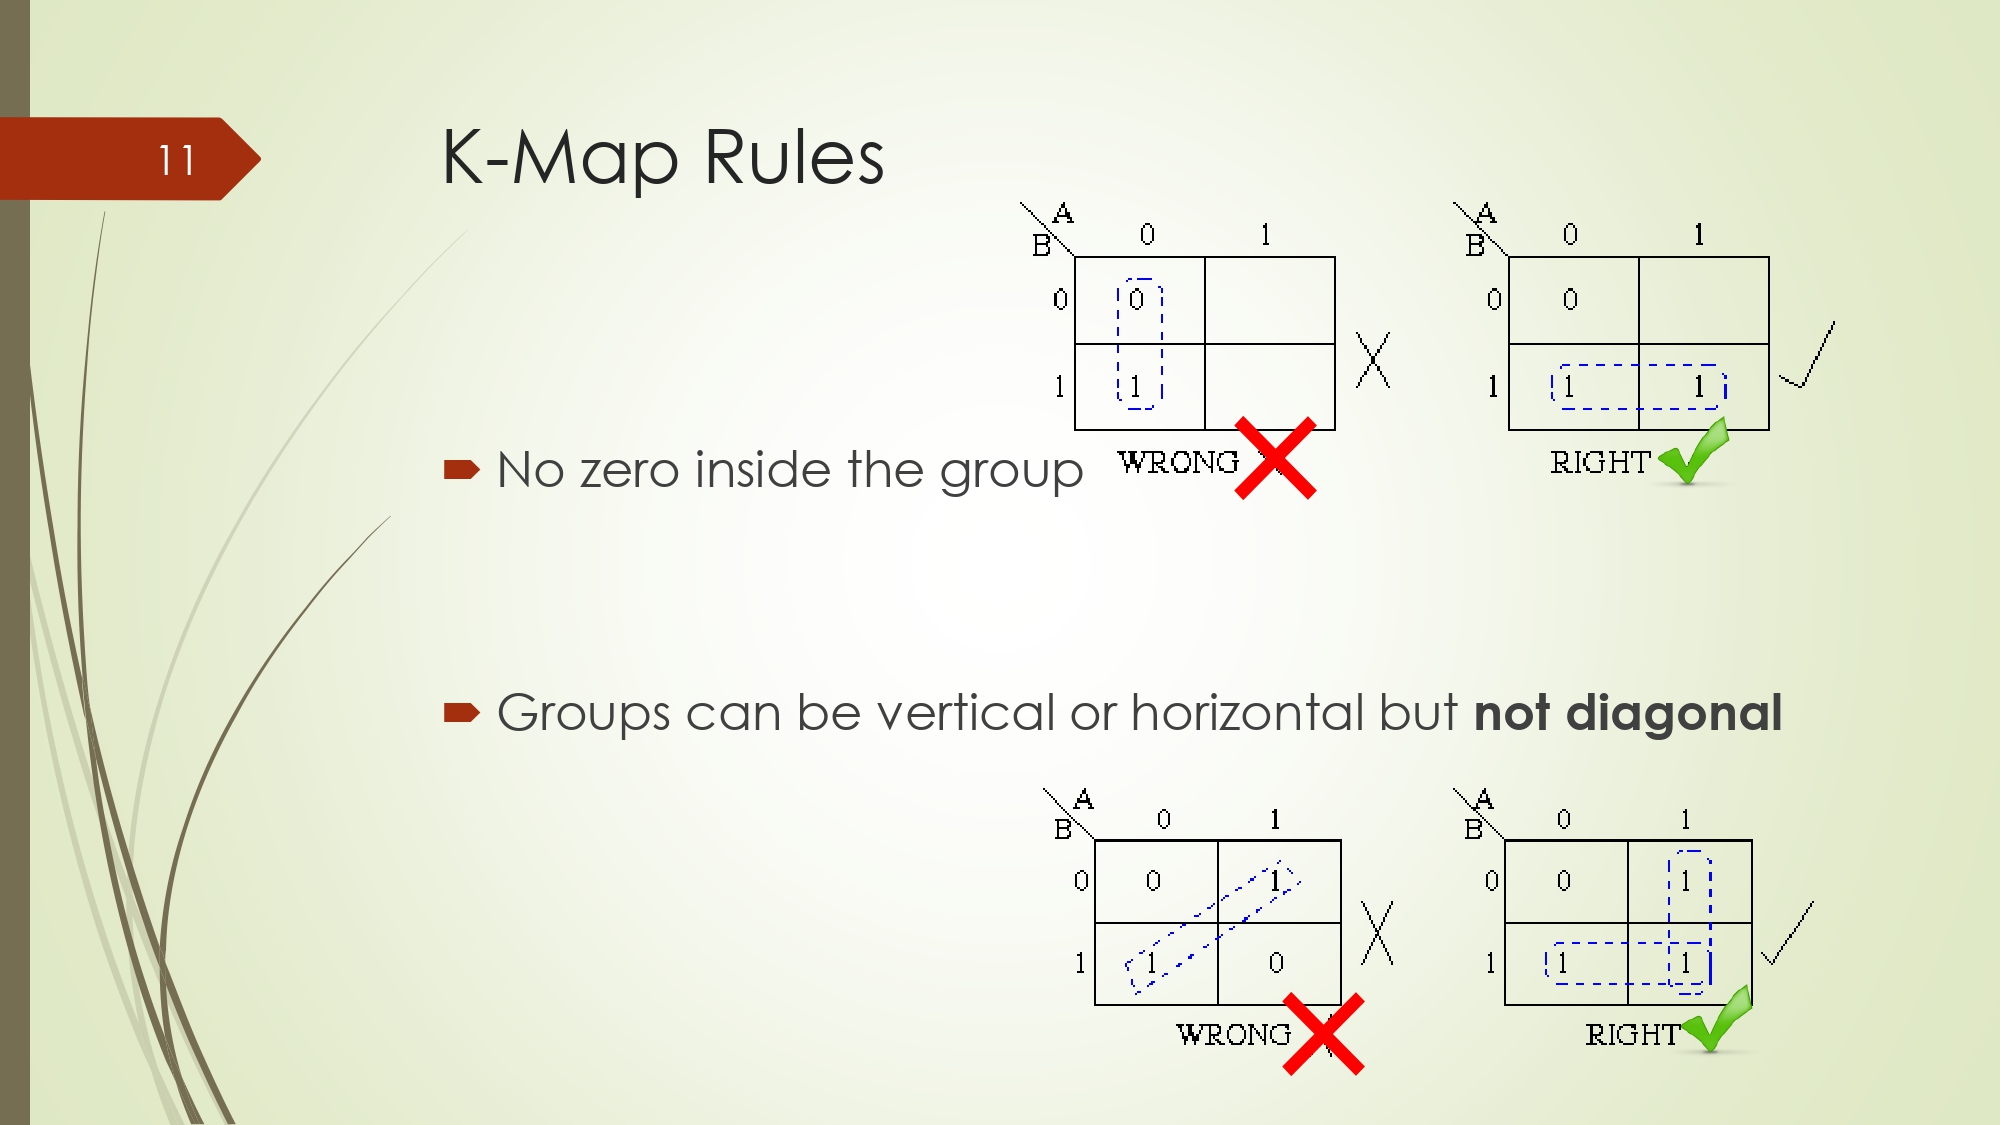 11
K-Map Rules
A
B
0 1
0 0
1 1
WRONG
A
B
0 1
0 0
1 1 1
RIGHT
No zero inside the group
Groups can be vertical or horizontal but not diagonal
A
B
0 1
0 0 1
1 1 0
WRONG
A
B
0 1
0 0 1
1 1 1
RIGHT